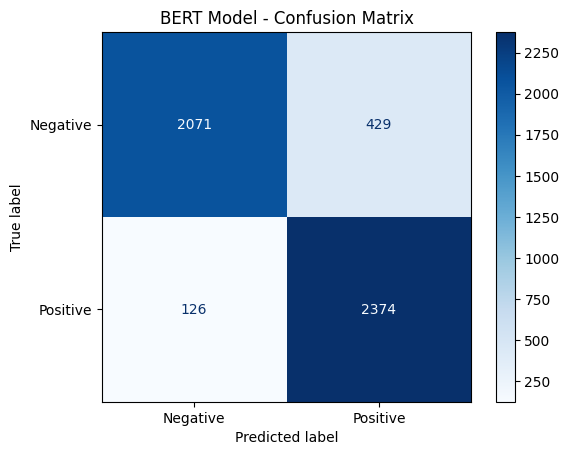 BERT Model - Confusion Matrix
True label
Negative
2071 429
Positive
126 2374
Negative Positive
Predicted label
2250
2000
1750
1500
1250
1000
750
500
250